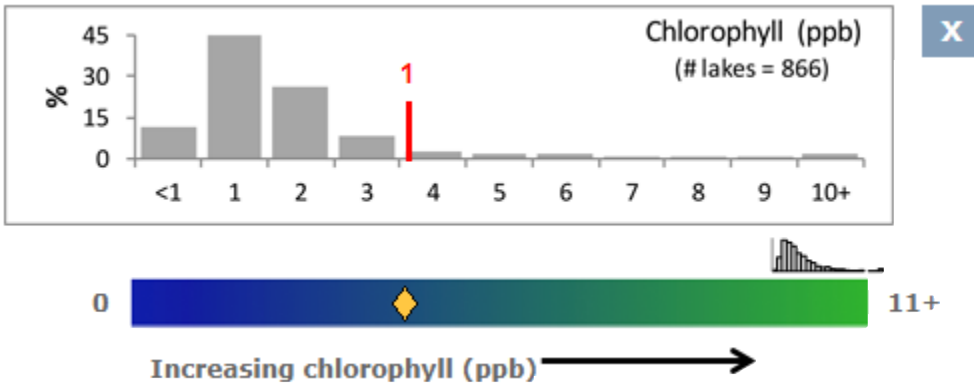 Chlorophyll (ppb)
(# lakes = 866)
X
%
45
30
15
0
1
<1 1 2 3 4 5 6 7 8 9 10+
0 11+
Increasing chlorophyll (ppb)